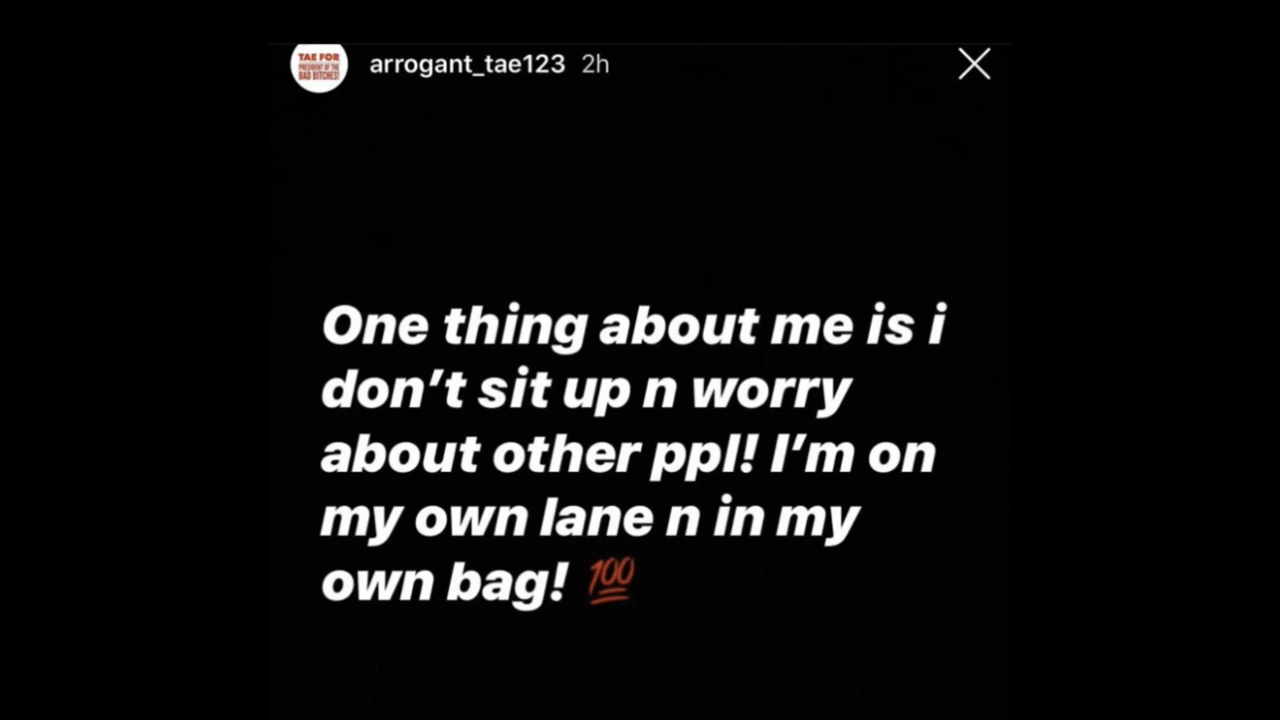 TAE FOR
PRESIDENT OF THE
BAD BITCHES!
arrogant_tae123 2h
One thing about me is i
don’t sit up n worry
about other ppl! I’m on
my own lane n in my
own bag! 💯